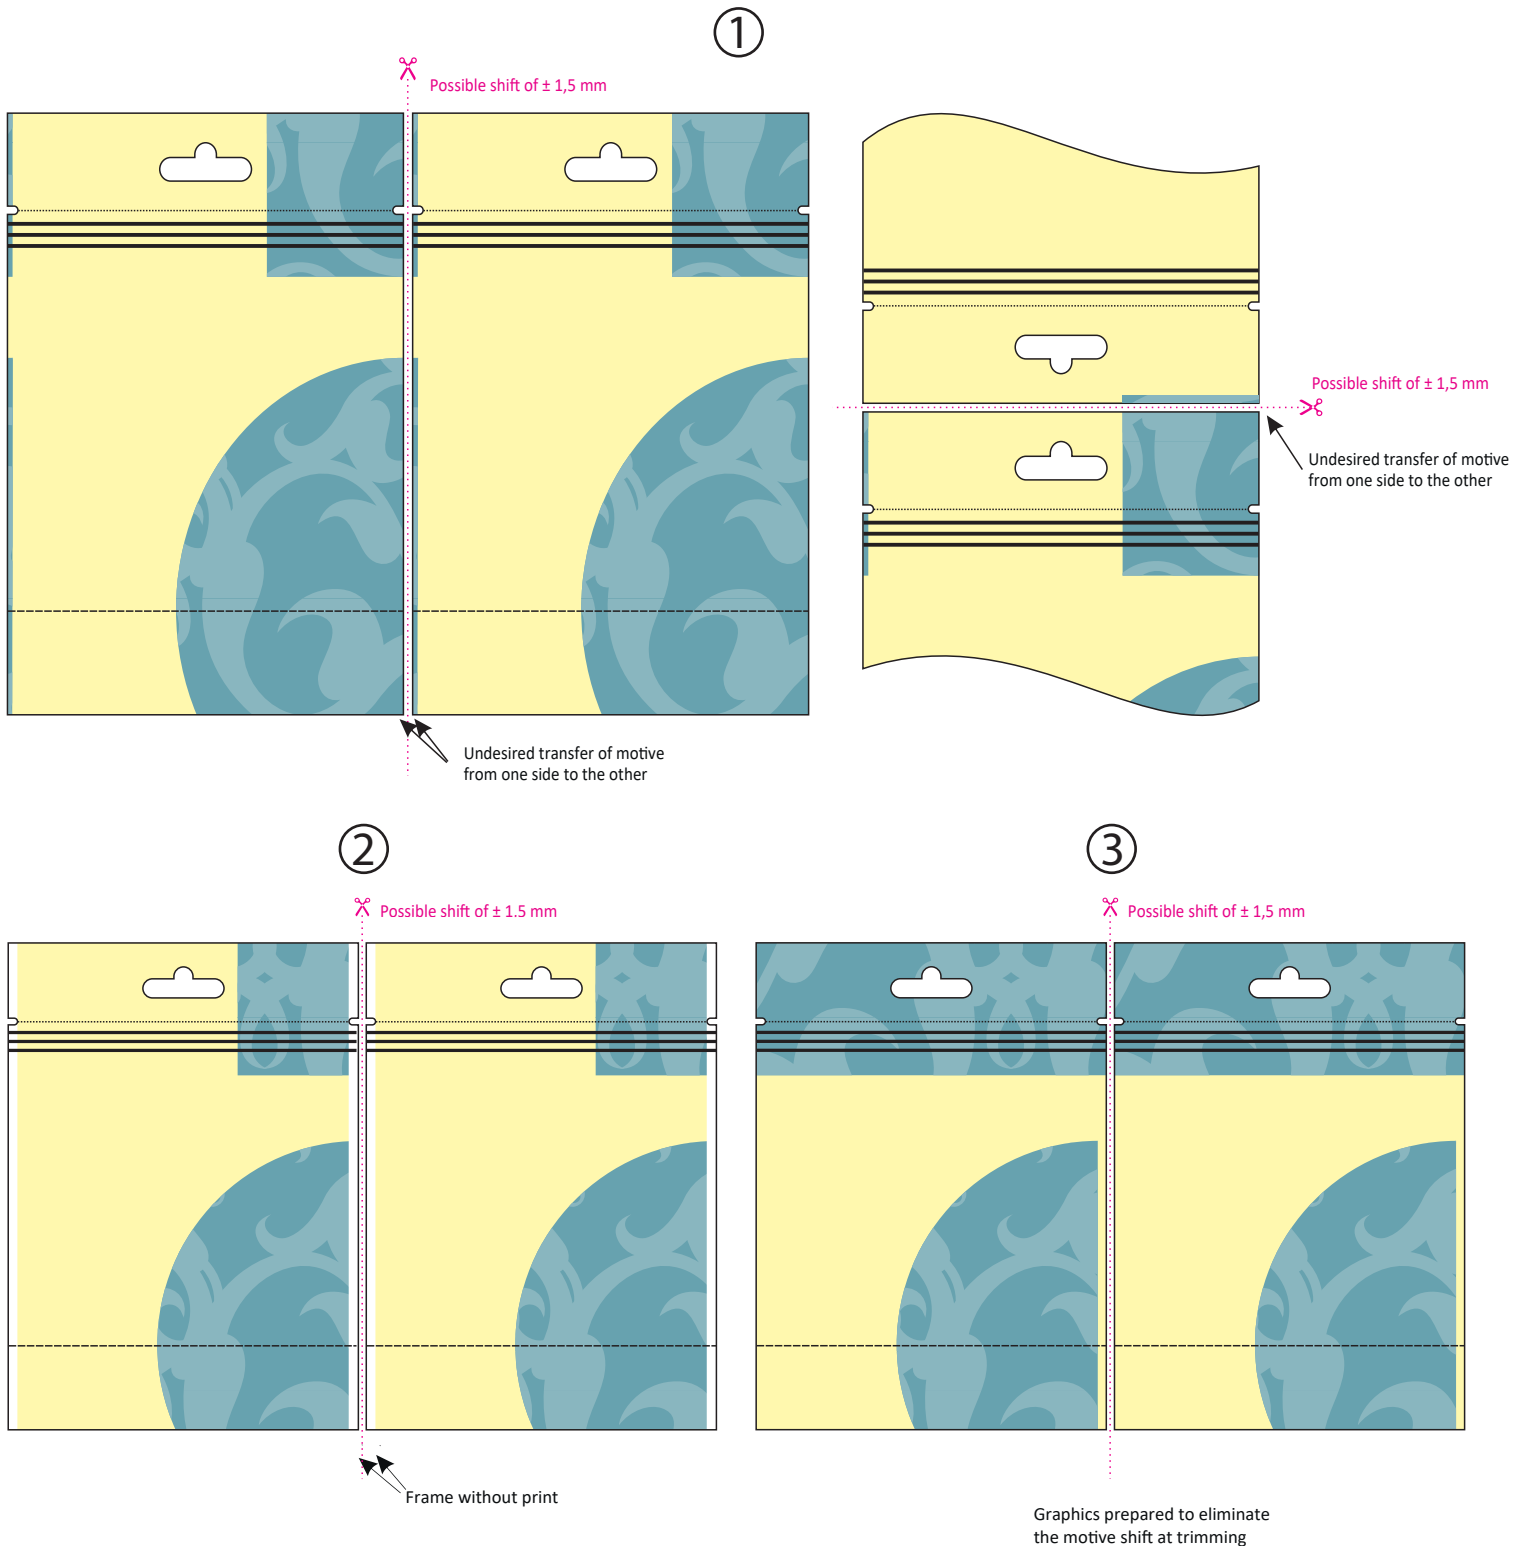 1
Possible shift of ± 1,5 mm
Possible shift of ± 1,5 mm
Undesired transfer of motive
from one side to the other
Undesired transfer of motive
from one side to the other
2
Possible shift of ± 1.5 mm
Frame without print
3
Possible shift of ± 1,5 mm
Graphics prepared to eliminate
the motive shift at trimming